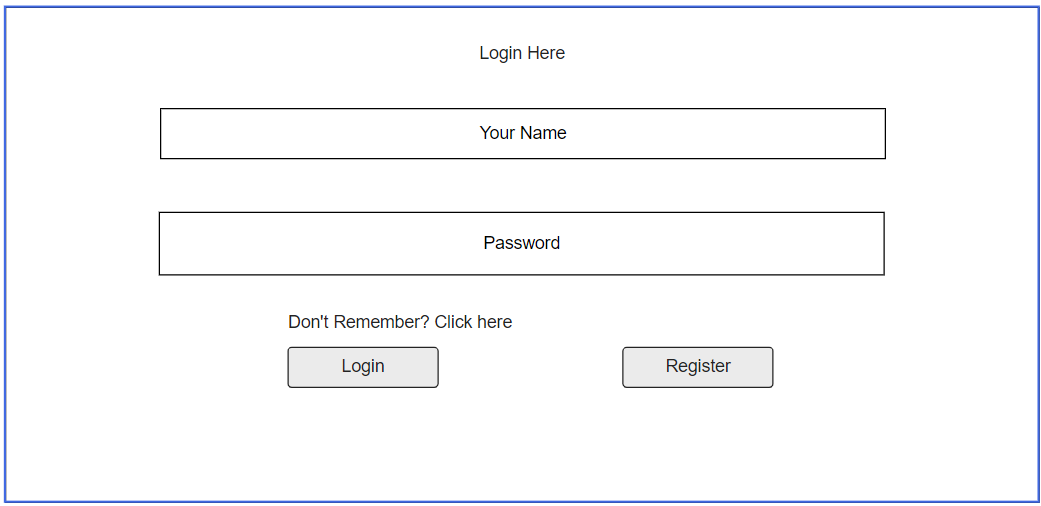 Login Here
Your Name
Password
Don't Remember? Click here
Login
Register